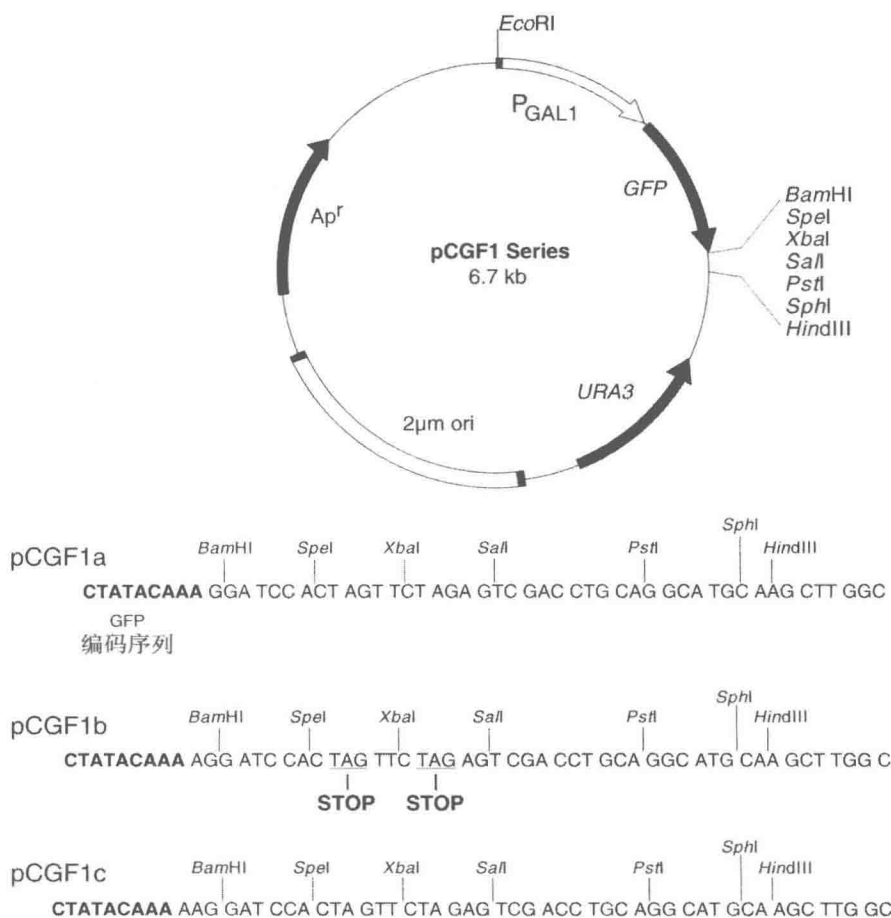 EcoRI
PGAL1
GFP
BamHI
SpeI
XbaI
SalI
PstI
SphI
HindIII
Apr
pCGF1 Series
6.7 kb
URA3
2μm ori
pCGF1a
BamHI SpeI XbaI SalI PstI SphI HindIII
CTATACAAA GGA TCC ACT AGT TCT AGA GTC GAC CTG CAG GCA TGC AAG CTT GGC
GFP
编码序列
pCGF1b
BamHI SpeI XbaI SalI PstI SphI HindIII
CTATACAAA AGG ATC CAC TAG TTC TAG AGT CGA CCT GCA GGC ATG CAA GCT TGG C
STOP STOP
pCGF1c
BamHI SpeI XbaI SalI PstI SphI HindIII
CTATACAAA AAG GAT CCA CTA GTT CTA GAG TCG ACC TGC AGG CAT GCA AGC TTG GC